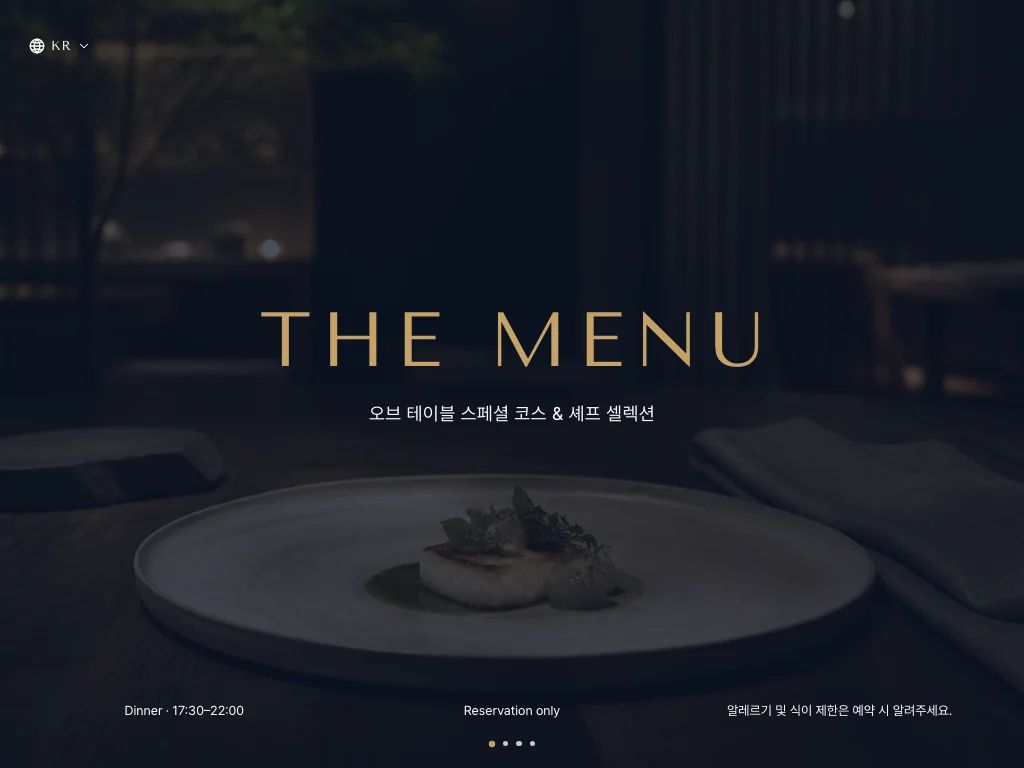 KR
THE MENU
오브 테이블 스페셜 코스 & 셰프 셀렉션
Dinner · 17:30–22:00
Reservation only
알레르기 및 식이 제한은 예약 시 알려주세요.